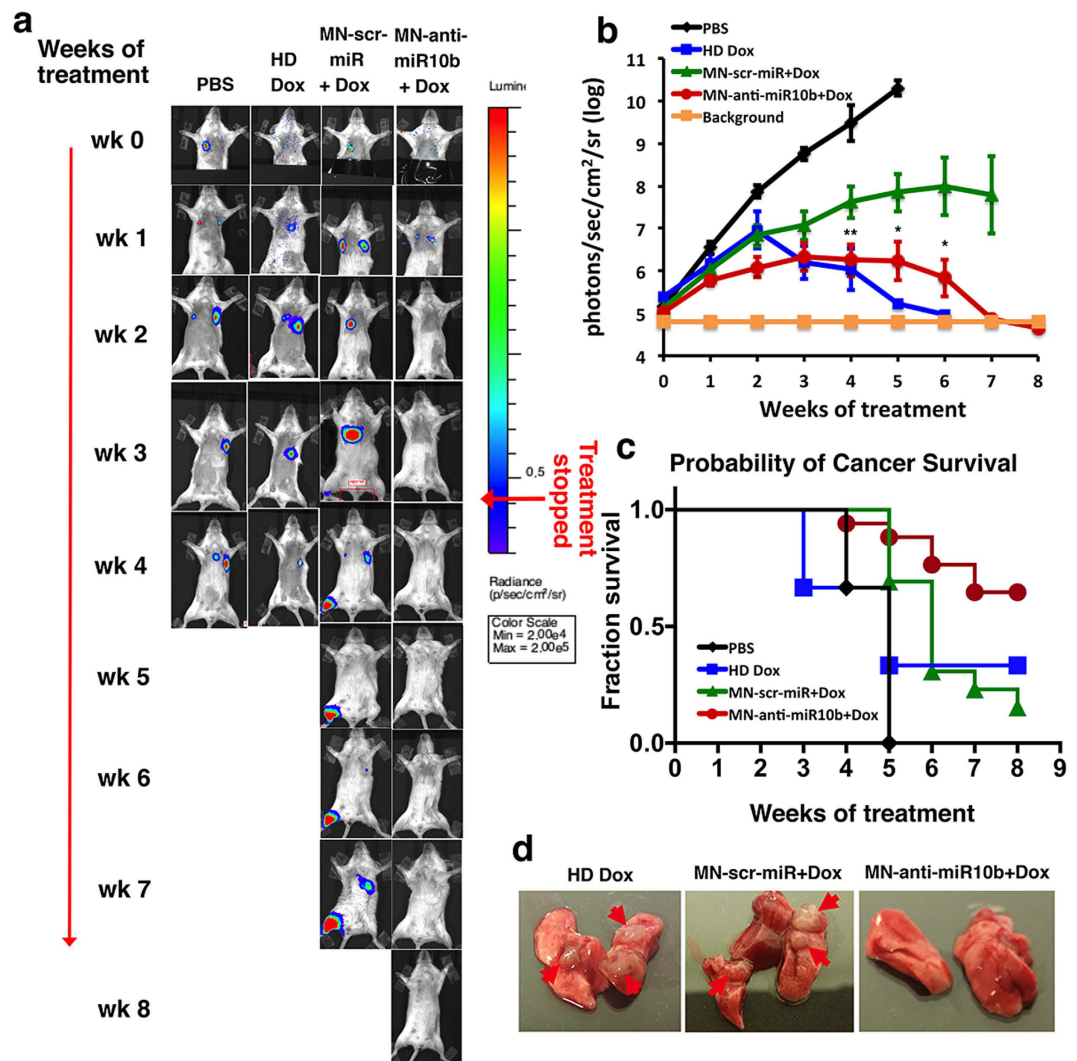 a
Weeks of
treatment
PBS
HD
Dox
MN-scr-
miR
+ Dox
MN-anti-
miR10b
+ Dox
wk 0
wk 1
wk 2
wk 3
wk 4
wk 5
wk 6
wk 7
wk 8
Lumin
0.5
Treatment
stopped
Radiance
(p/sec/cm²/sr)
Color Scale
Min = 2.00e4
Max = 2.00e5
b
PBS
HD Dox
MN-scr-miR+Dox
MN-anti-miR10b+Dox
Background
photons/sec/cm²/sr (log)
11
10
9
8
7
6
5
4
** * *
0 1 2 3 4 5 6 7 8
Weeks of treatment
c
Probability of Cancer Survival
Fraction survival
1.0
0.5
0.0
PBS
HD Dox
MN-scr-miR+Dox
MN-anti-miR10b+Dox
0 1 2 3 4 5 6 7 8 9
Weeks of treatment
d
HD Dox
MN-scr-miR+Dox
MN-anti-miR10b+Dox